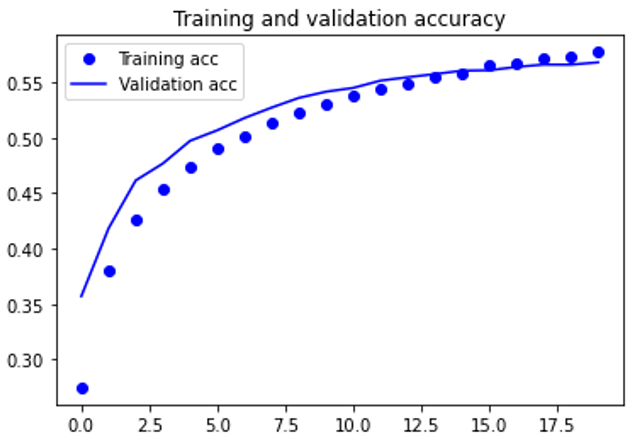 Training and validation accuracy
Training acc
Validation acc
0.55
0.50
0.45
0.40
0.35
0.30
0.0 2.5 5.0 7.5 10.0 12.5 15.0 17.5